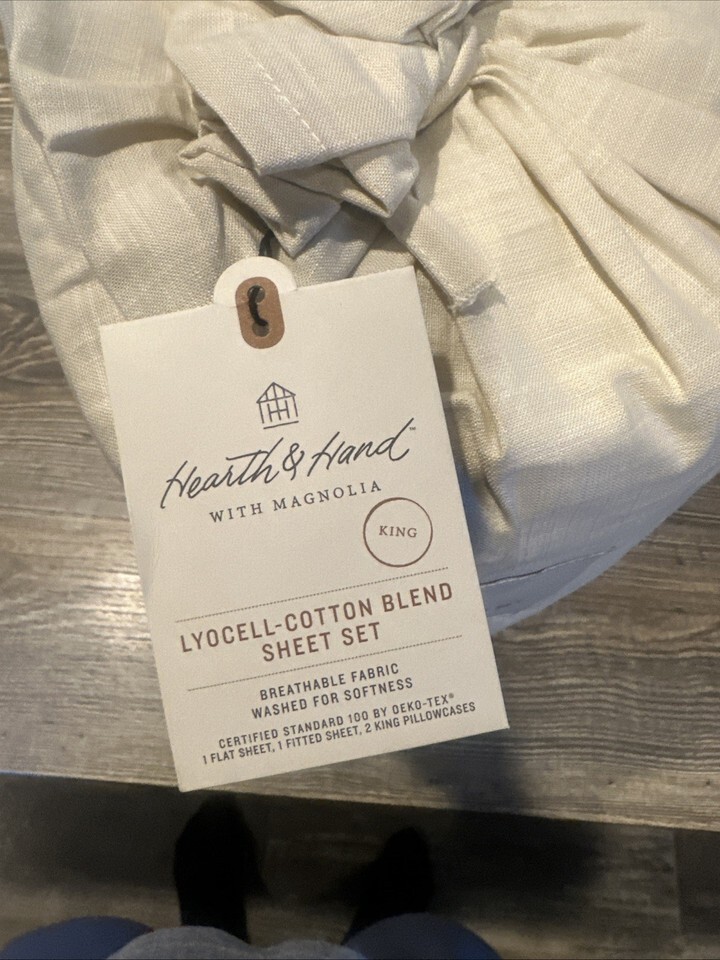 Hearth & Hand™
WITH MAGNOLIA
KING
LYOCELL-COTTON BLEND
SHEET SET
BREATHABLE FABRIC
WASHED FOR SOFTNESS
CERTIFIED STANDARD 100 BY OEKO-TEX®
1 FLAT SHEET, 1 FITTED SHEET, 2 KING PILLOWCASES